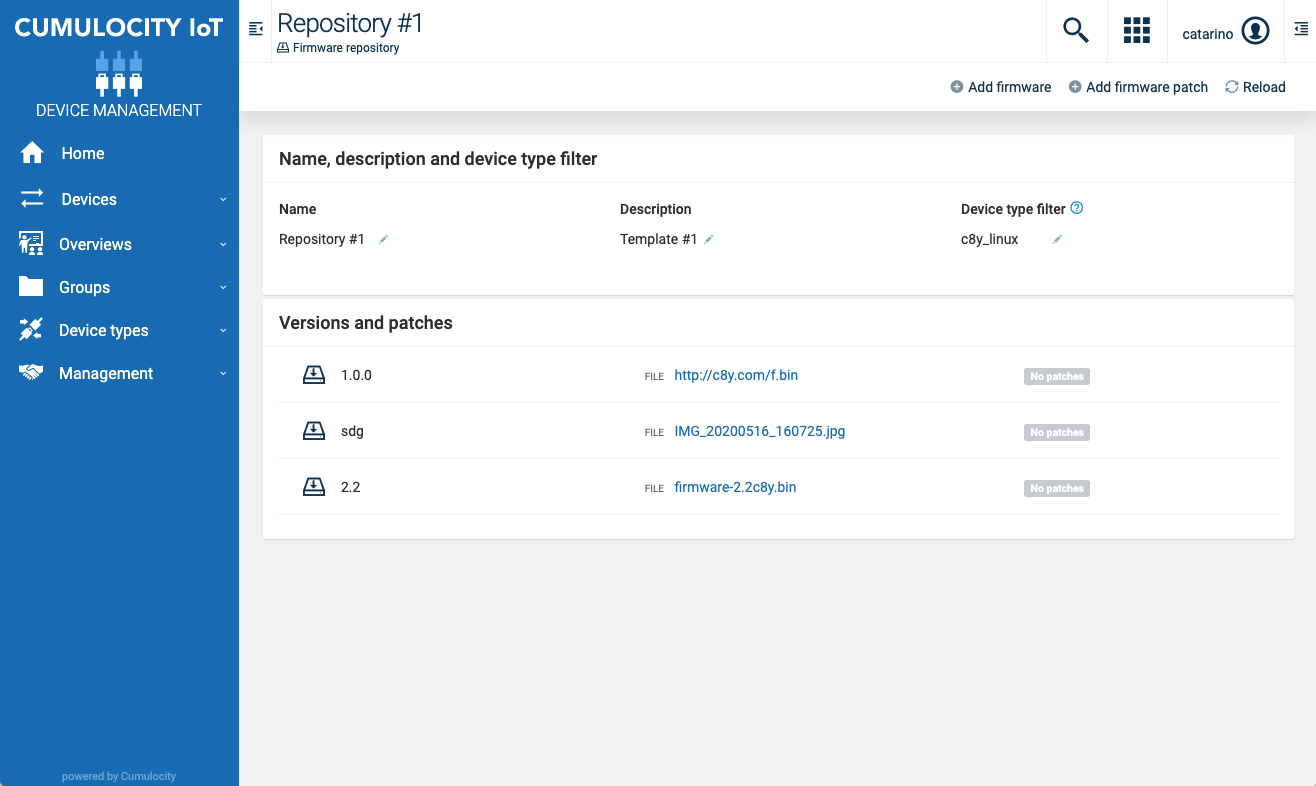 CUMULOCITY IoT
DEVICE MANAGEMENT
Home
Devices
Overviews
Groups
Device types
Management
powered by Cumulocity
Repository #1
Firmware repository
catarino
Add firmware
Add firmware patch
Reload
Name, description and device type filter
Name
Description
Device type filter
Repository #1
Template #1
c8y_linux
Versions and patches
1.0.0 FILE http://c8y.com/f.bin No patches
sdg FILE IMG_20200516_160725.jpg No patches
2.2 FILE firmware-2.2c8y.bin No patches